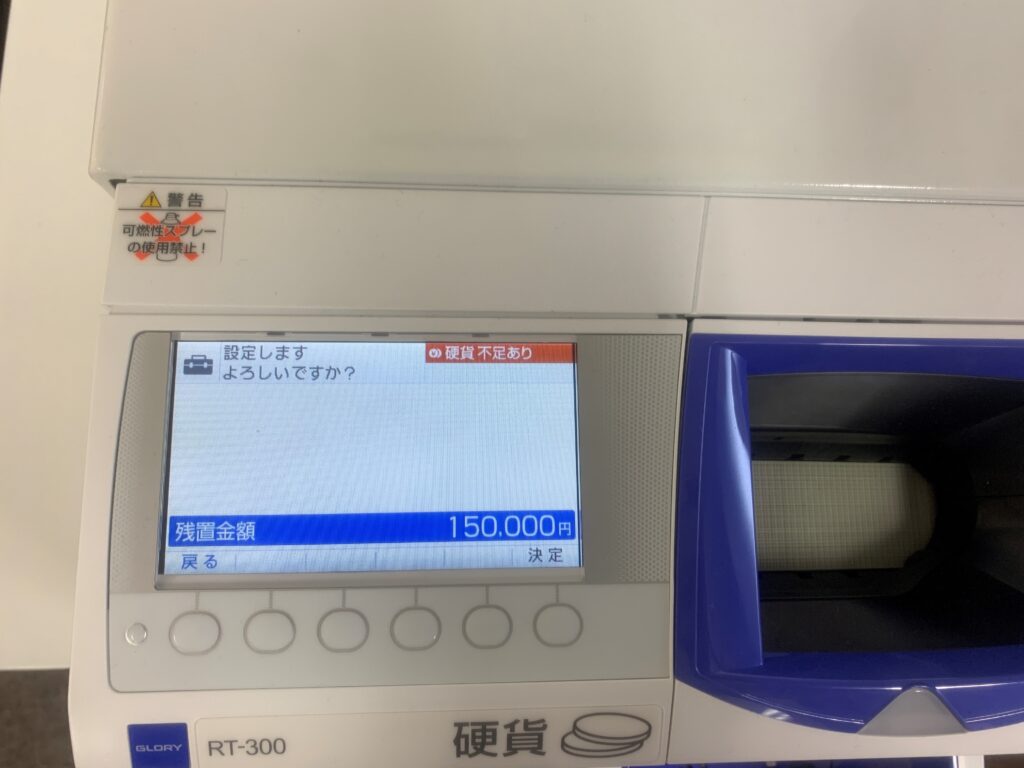 警告
可燃性スプレー
の使用禁止！
設定します
よろしいですか？
硬貨 不足あり
残置金額 150,000円
戻る 決定
GLORY
RT-300
硬貨